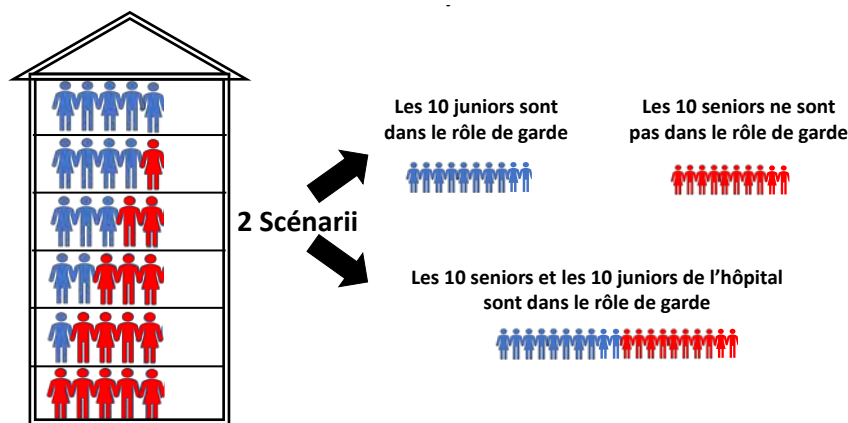 Les 10 juniors sont
dans le rôle de garde
Les 10 seniors ne sont
pas dans le rôle de garde
2 Scénarii
Les 10 seniors et les 10 juniors de l'hôpital
sont dans le rôle de garde